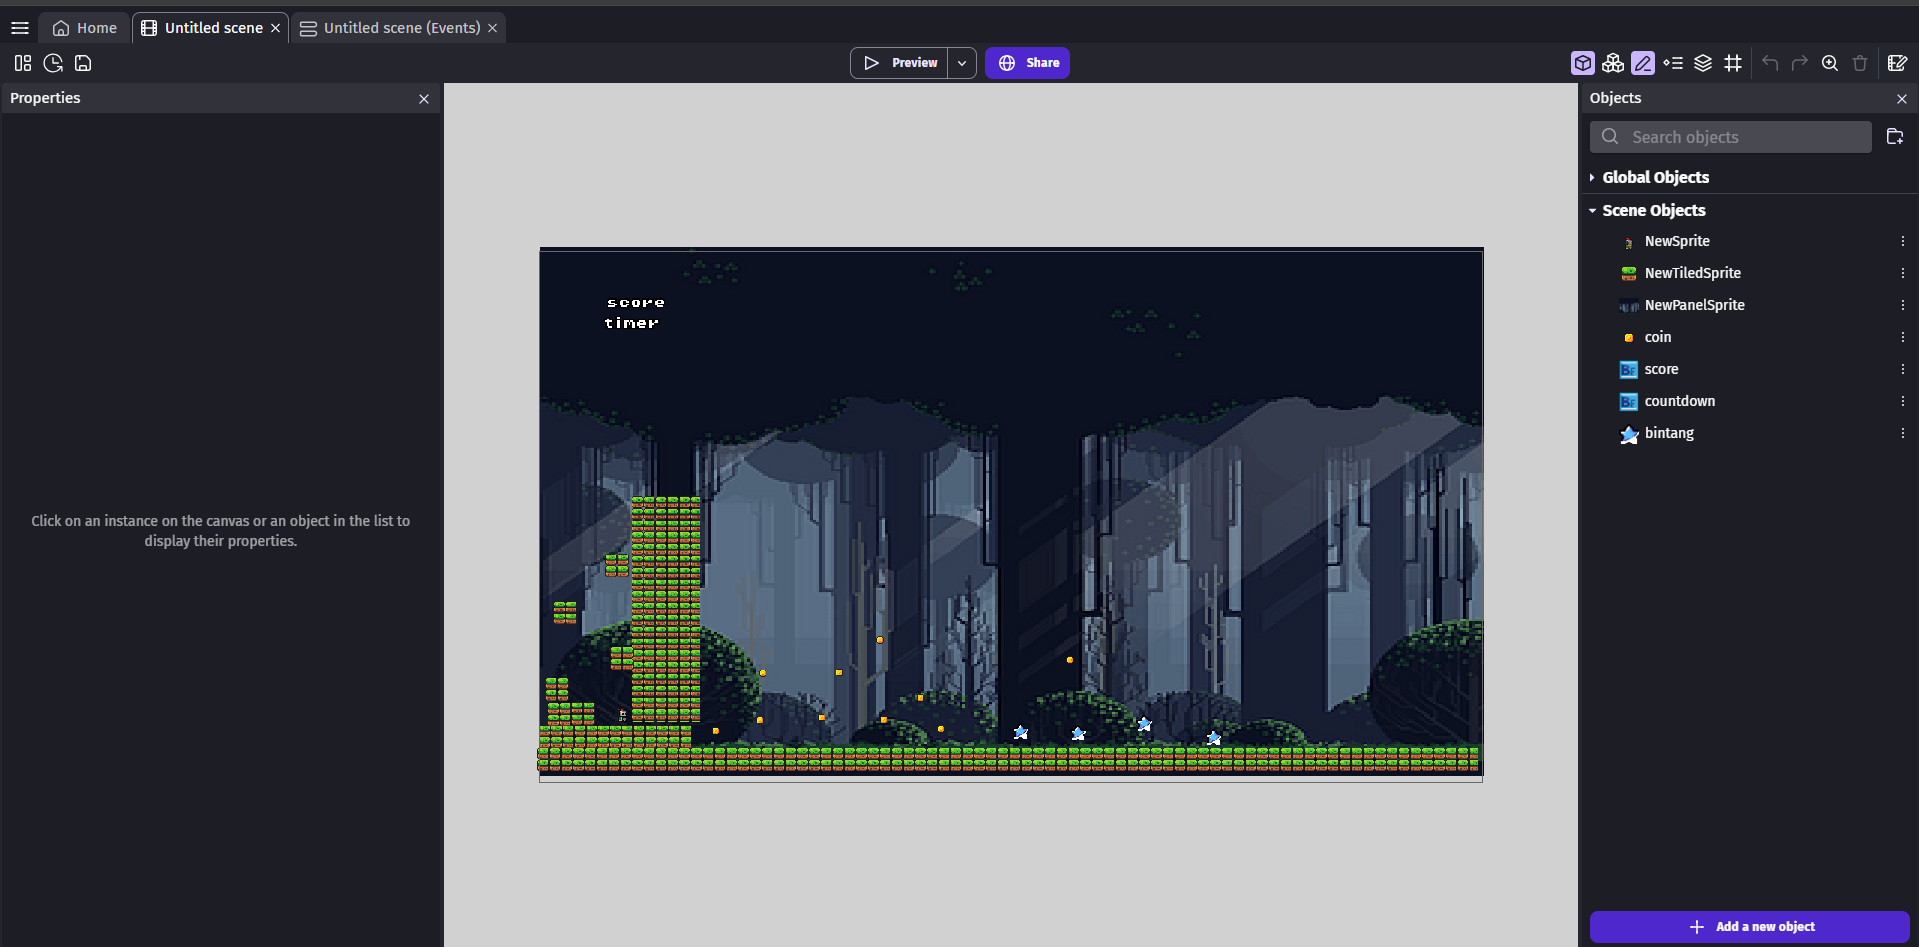 Home
Untitled scene
Untitled scene (Events)
Preview
Share
Properties
Click on an instance on the canvas or an object in the list to
display their properties.
score
timer
Objects
Search objects
Global Objects
Scene Objects
NewSprite
NewTiledSprite
NewPanelSprite
coin
BF score
BF countdown
bintang
Add a new object